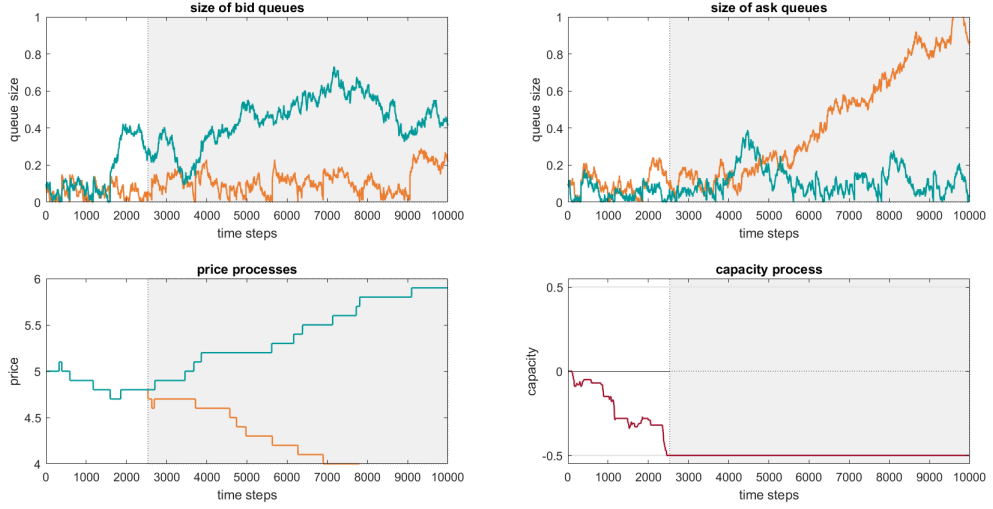 size of bid queues
1
0.8
0.6
0.4
0.2
0
queue size
0 1000 2000 3000 4000 5000 6000 7000 8000 9000 10000
time steps
size of ask queues
1
0.8
0.6
0.4
0.2
0
queue size
0 1000 2000 3000 4000 5000 6000 7000 8000 9000 10000
time steps
price processes
6
5.5
5
4.5
4
price
0 1000 2000 3000 4000 5000 6000 7000 8000 9000 10000
time steps
capacity process
0.5
0
-0.5
capacity
0 1000 2000 3000 4000 5000 6000 7000 8000 9000 10000
time steps